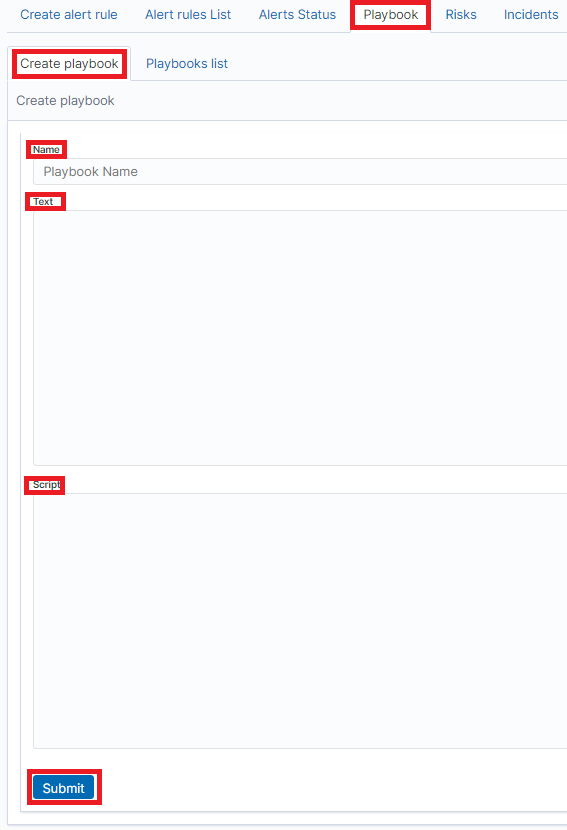 Create alert rule Alert rules List Alerts Status Playbook Risks Incidents
Create playbook Playbooks list
Create playbook
Name
Playbook Name
Text
Script
Submit